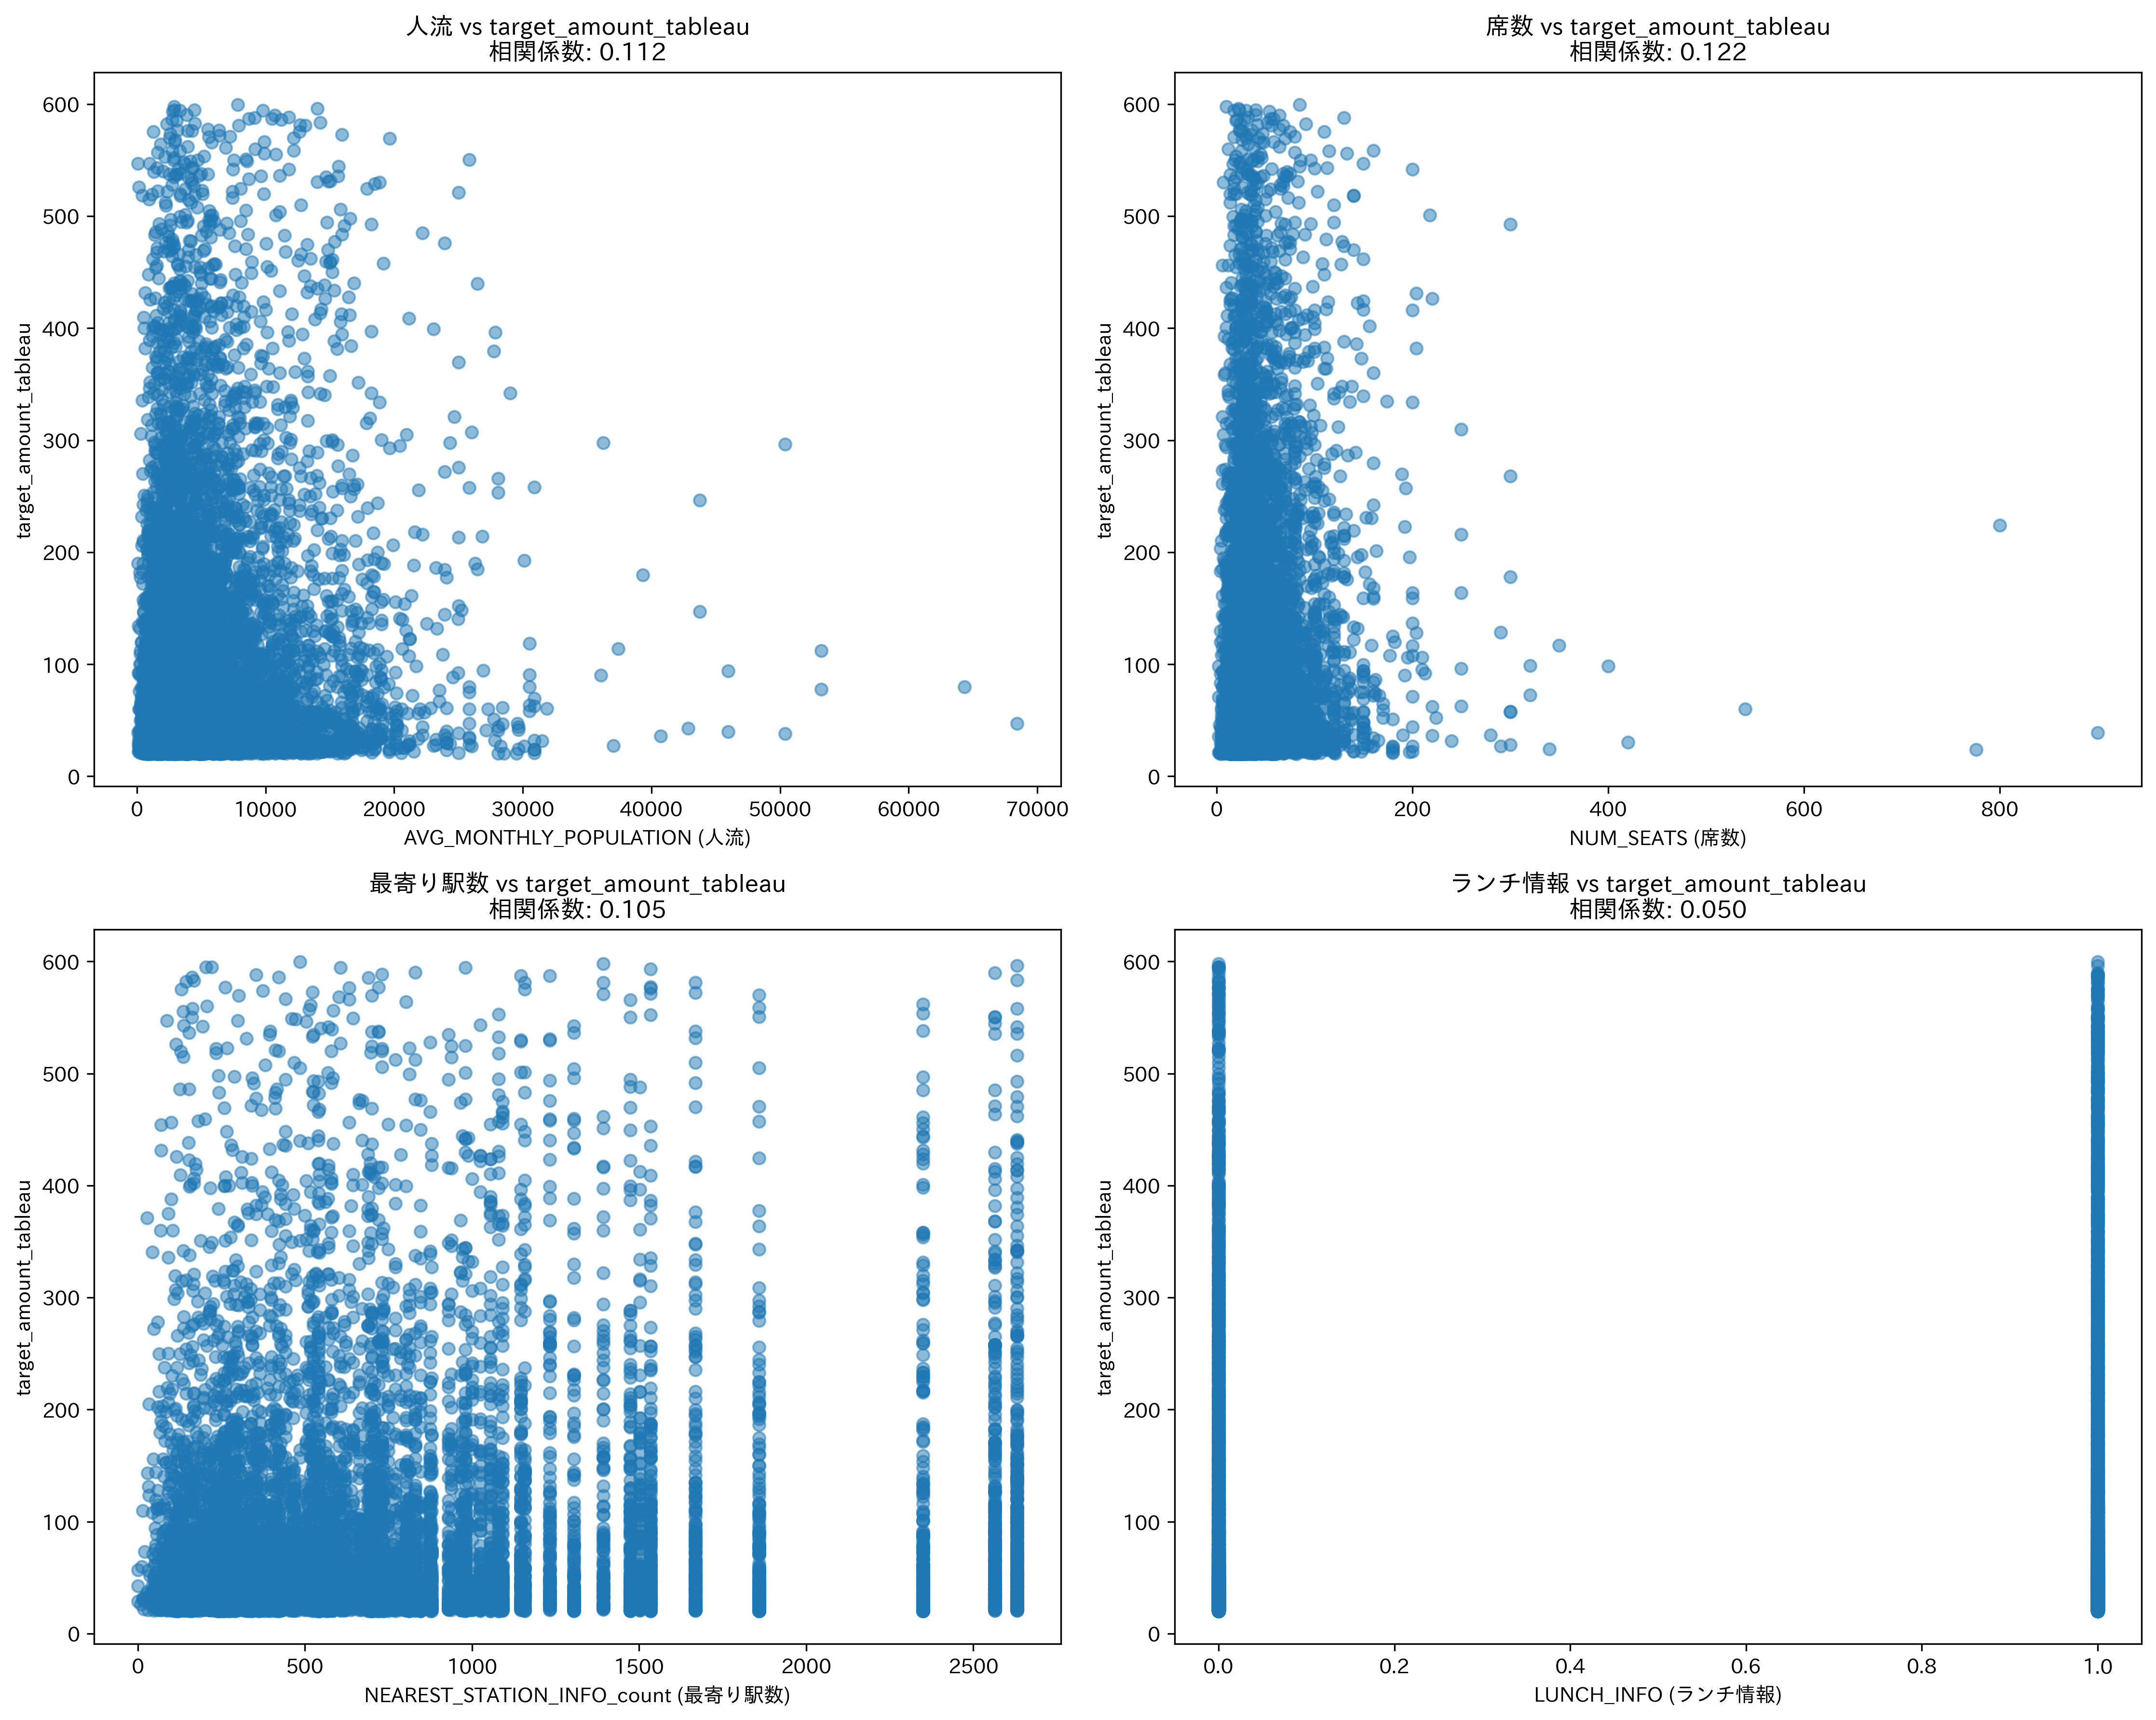 人流 vs target_amount_tableau
相関係数: 0.112
600
500
400
300
200
100
0
target_amount_tableau
0 10000 20000 30000 40000 50000 60000 70000
AVG_MONTHLY_POPULATION (人流)
席数 vs target_amount_tableau
相関係数: 0.122
600
500
400
300
200
100
0
target_amount_tableau
0 200 400 600 800
NUM_SEATS (席数)
最寄り駅数 vs target_amount_tableau
相関係数: 0.105
600
500
400
300
200
100
0
target_amount_tableau
0 500 1000 1500 2000 2500
NEAREST_STATION_INFO_count (最寄り駅数)
ランチ情報 vs target_amount_tableau
相関係数: 0.050
600
500
400
300
200
100
0
target_amount_tableau
0.0 0.2 0.4 0.6 0.8 1.0
LUNCH_INFO (ランチ情報)